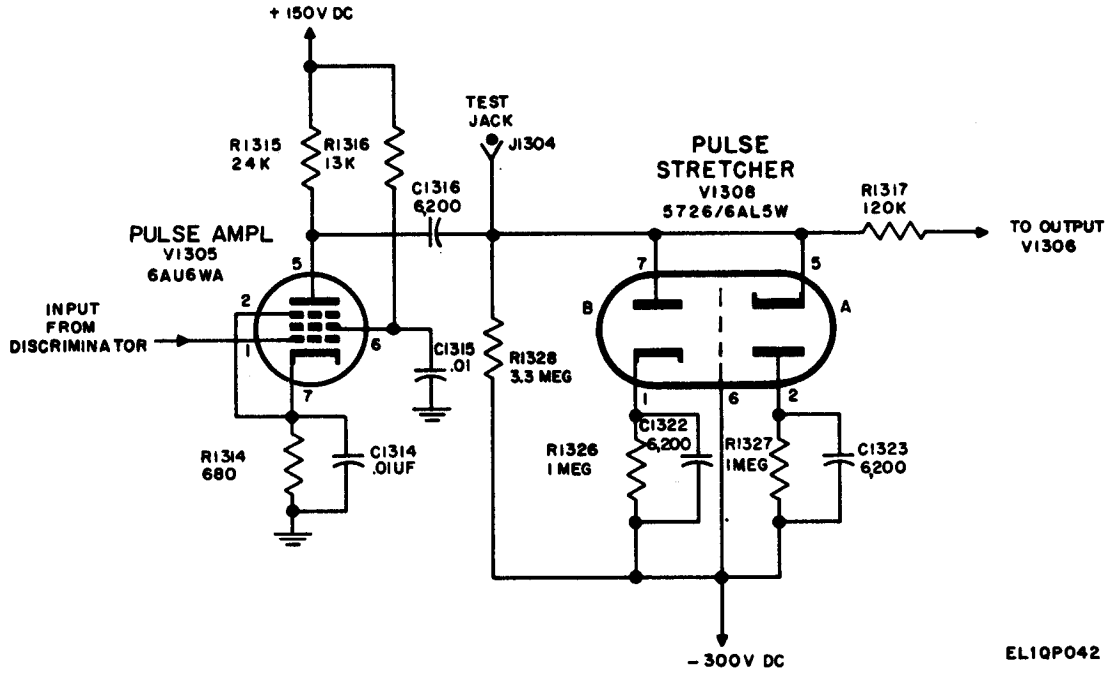 + 150V DC
R1315
24K
R1316
13K
TEST
JACK
J1304
C1316
6,200
PULSE
STRETCHER
V1308
5726/6AL5W
R1317
120K
TO OUTPUT
V1306
PULSE AMPL
V1305
6AU6WA
5
2
1
6
7
INPUT
FROM
DISCRIMINATOR
C1315
.01
R1328
3.3 MEG
7
5
B
A
1
6
2
R1314
680
C1314
.01UF
C1322
6,200
R1326
1 MEG
R1327
1MEG
C1323
6,200
- 300V DC
EL1QP042